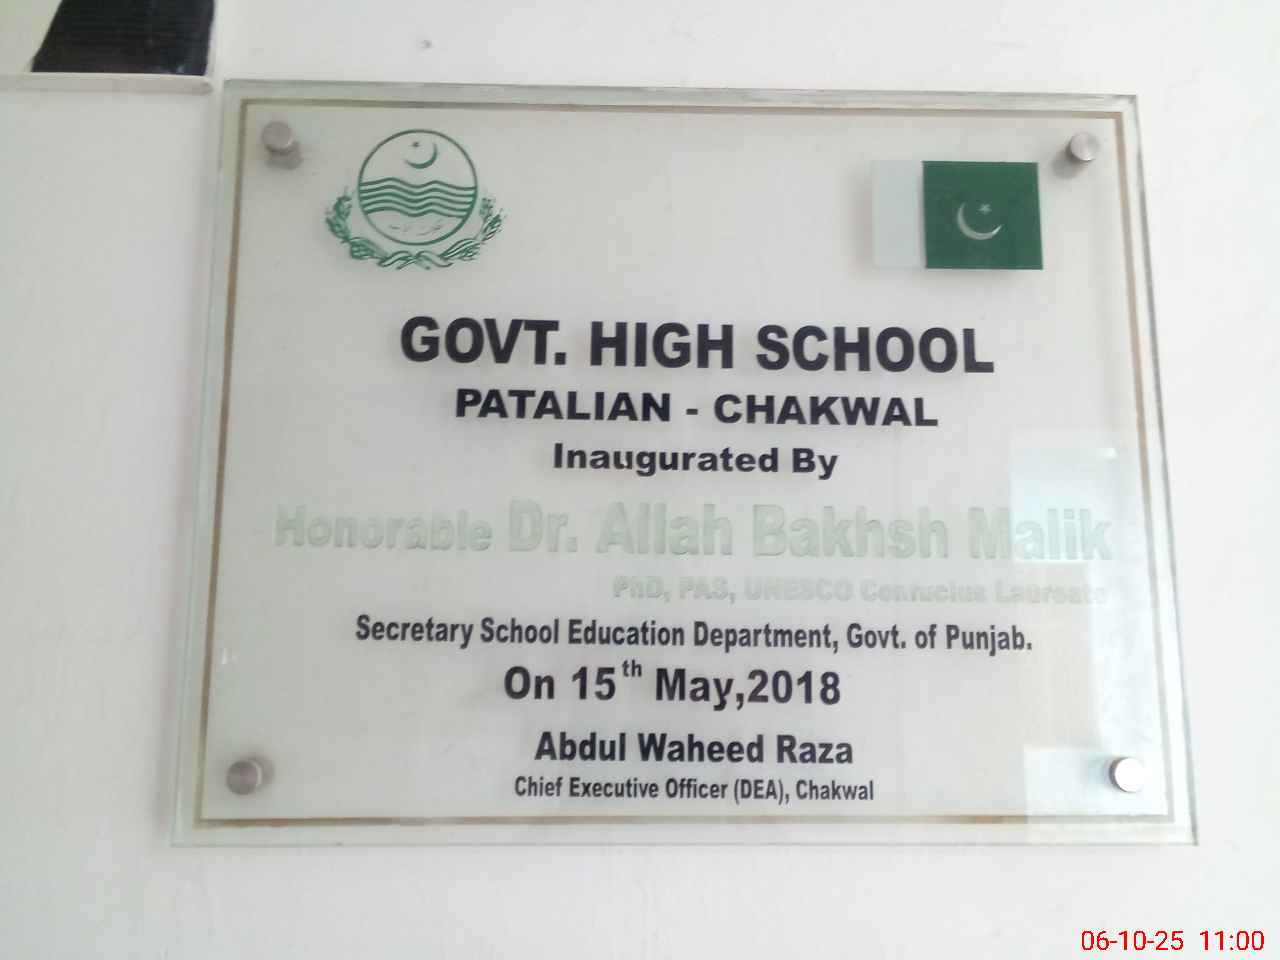 GOVT. HIGH SCHOOL
PATALIAN - CHAKWAL
Inaugurated By
Honorable Dr. Allah Bakhsh Malik
PhD, PAS, UNESCO Confucius Laureate
Secretary School Education Department, Govt. of Punjab.
On 15th May,2018
Abdul Waheed Raza
Chief Executive Officer (DEA), Chakwal
06-10-25 11:00